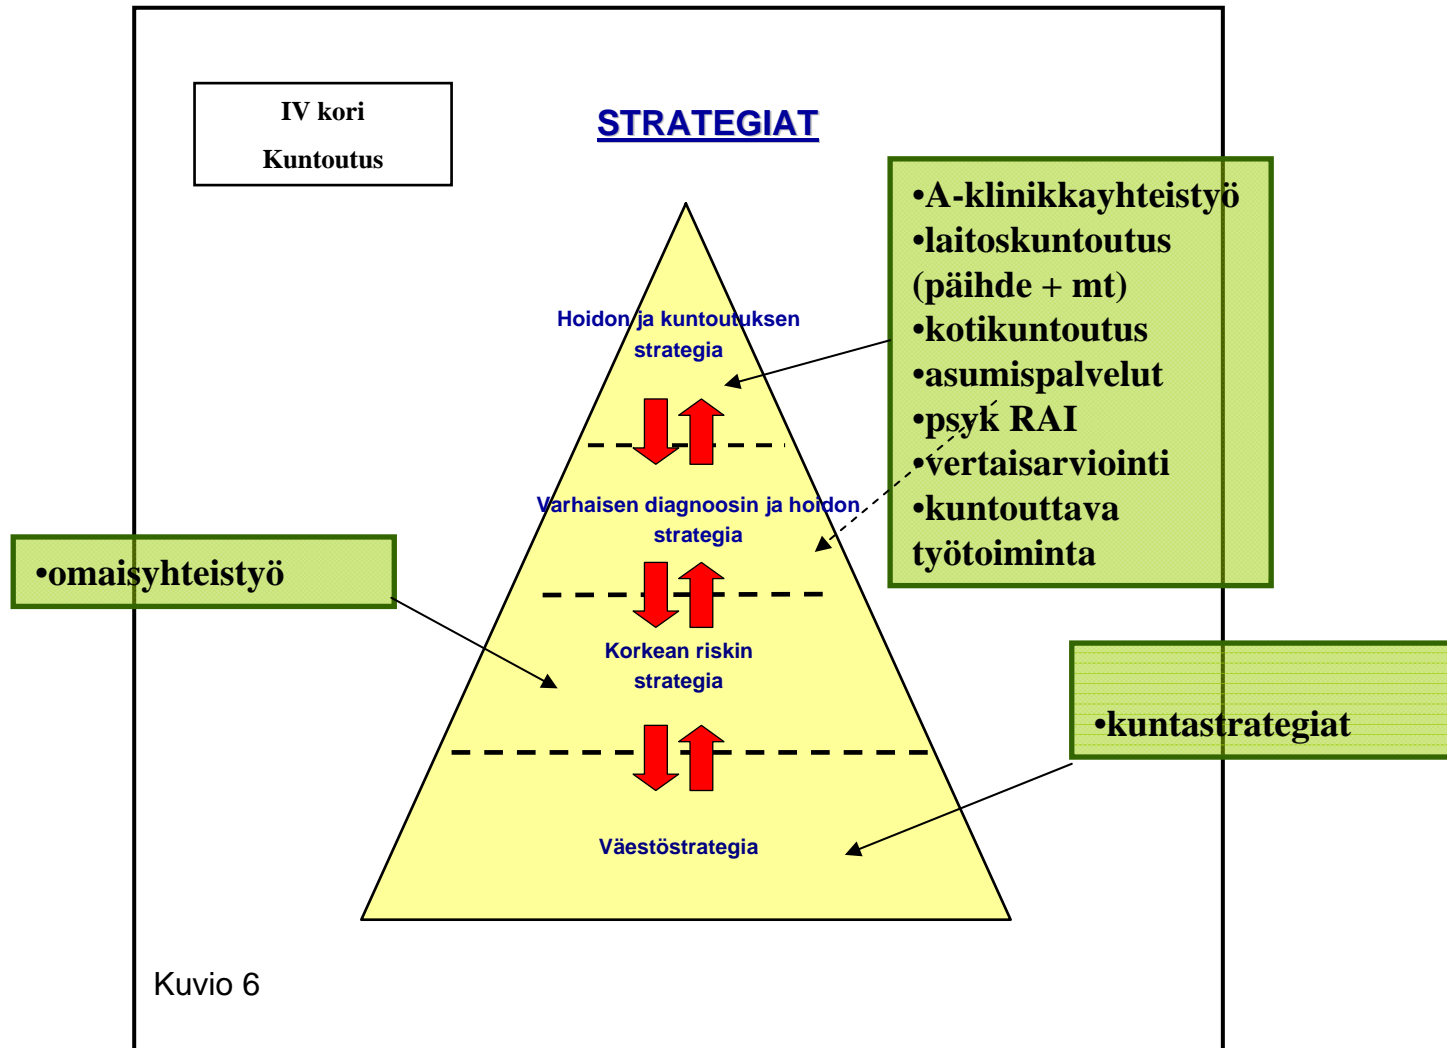 IV kori
Kuntoutus
STRATEGIAT
•A-klinikkayhteistyö
•laitoskuntoutus
(päihde + mt)
•kotikuntoutus
•asumispalvelut
•psyk RAI
•vertaisarviointi
•kuntouttava
työtoiminta
Hoidon ja kuntoutuksen
strategia
Varhaisen diagnoosin ja hoidon
strategia
•omaisyhteistyö
Korkean riskin
strategia
•kuntastrategiat
Väestöstrategia
Kuvio 6